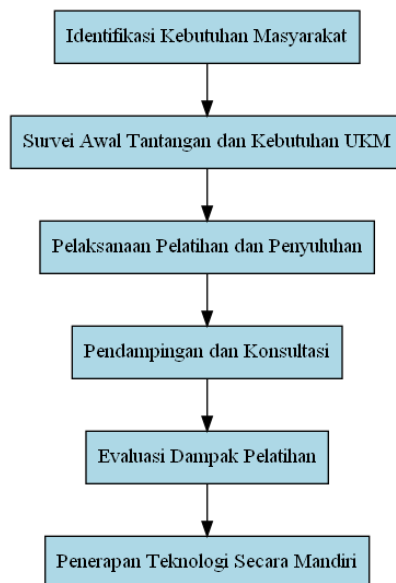 Identifikasi Kebutuhan Masyarakat
Survei Awal Tantangan dan Kebutuhan UKM
Pelaksanaan Pelatihan dan Penyuluhan
Pendampingan dan Konsultasi
Evaluasi Dampak Pelatihan
Penerapan Teknologi Secara Mandiri